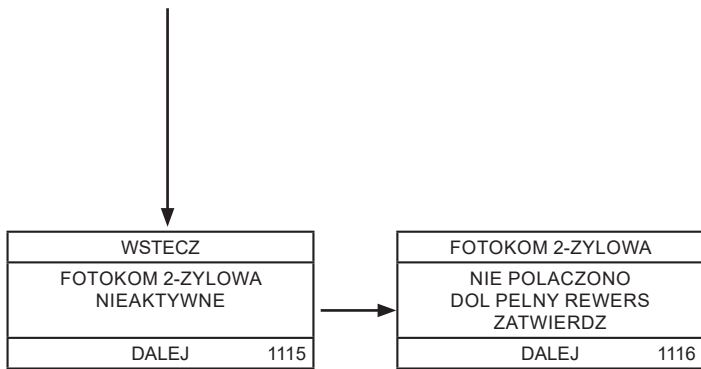 WSTECZ
FOTOKOM 2-ZYLOWA
NIEAKTYWNE
DALEJ 1115
FOTOKOM 2-ZYLOWA
NIE POLACZONO
DOL PELNY REWERS
ZATWIERDZ
DALEJ 1116